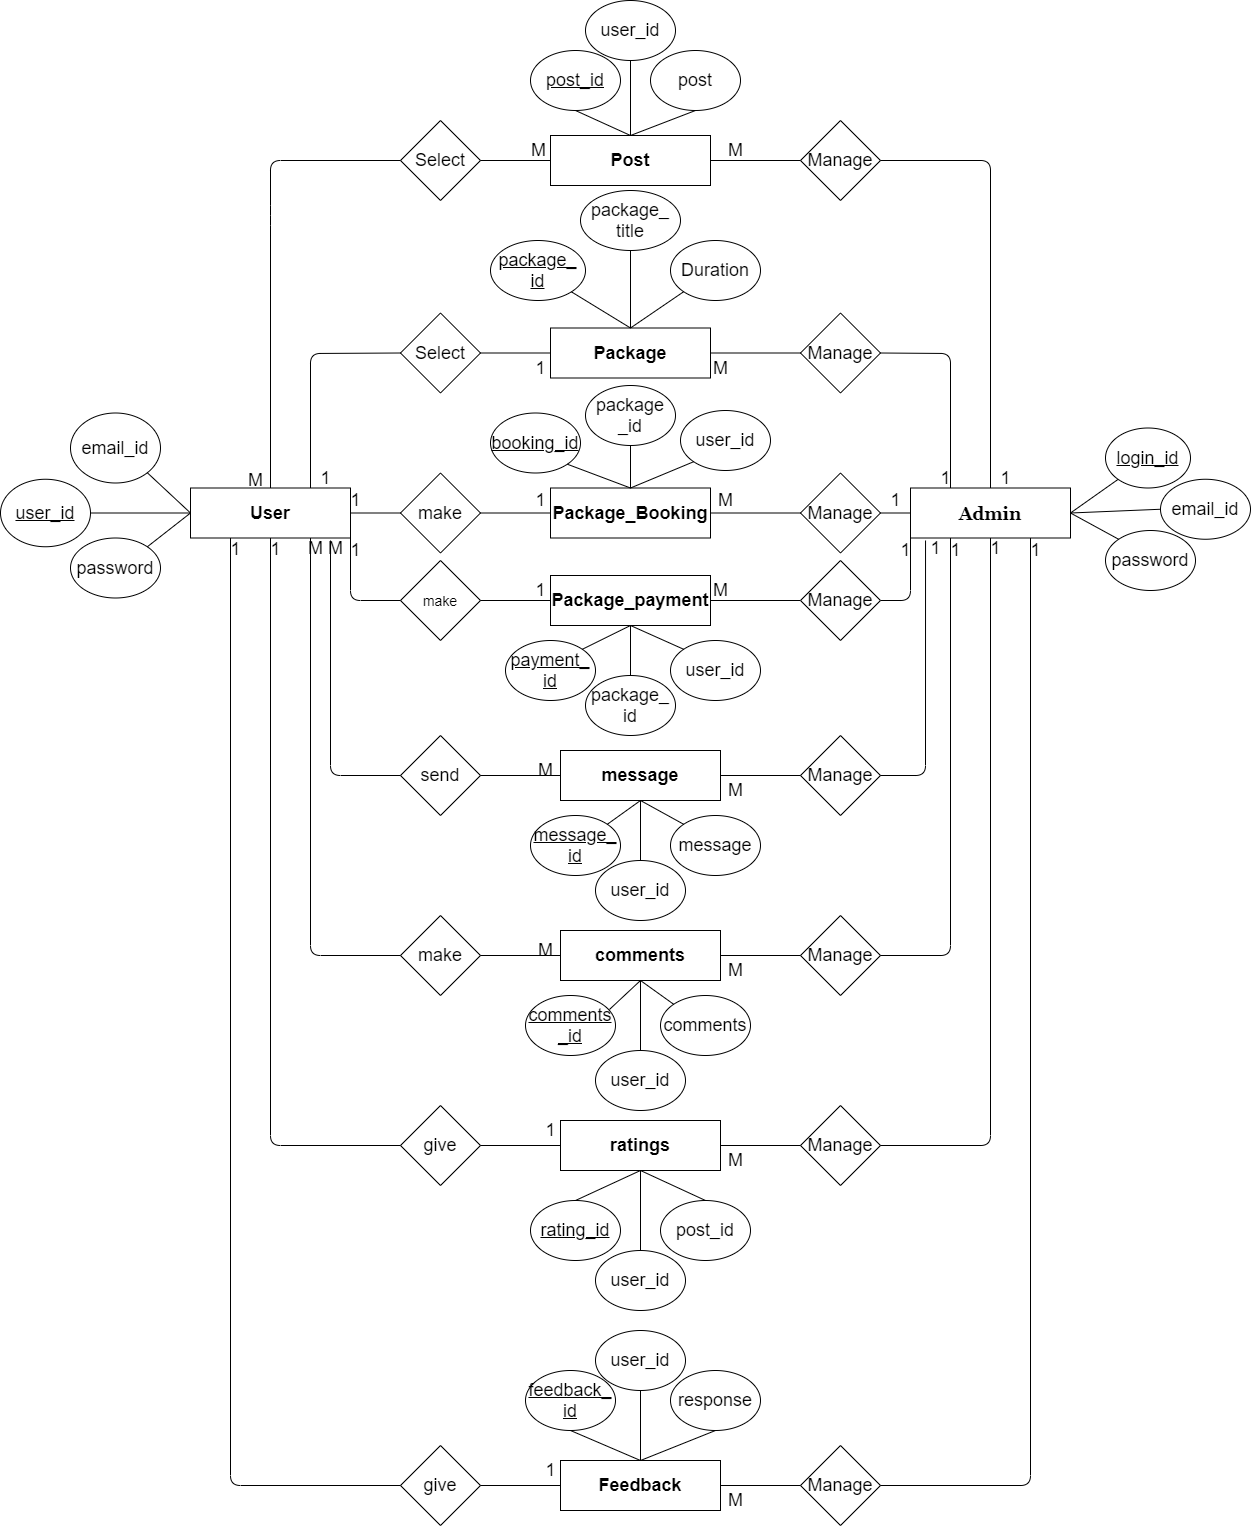 user_id
post_id
post
Select
M
Post
M
Manage
package_
title
package_
id
Duration
Select
1
Package
M
Manage
package
_id
booking_id
user_id
email_id
user_id
password
M
1
User
1
make
1
Package_Booking
M
Manage
1
1
1
Admin
login_id
email_id
password
1
1
M
M
1
make
1
Package_payment
M
Manage
1
1
1
1
1
payment_
id
package_
id
user_id
send
M
message
M
Manage
message_
id
user_id
message
make
M
comments
M
Manage
comments
_id
user_id
comments
give
1
ratings
M
Manage
rating_id
user_id
post_id
user_id
feedback_
id
response
give
1
Feedback
M
Manage